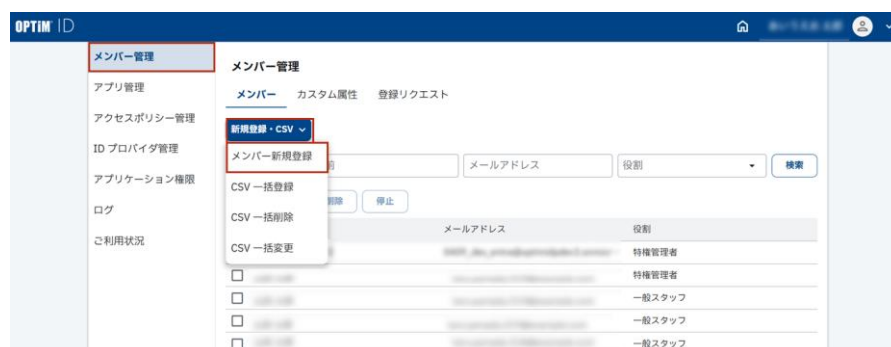 OPTiM ID
メンバー管理
アプリ管理
アクセスポリシー管理
ID プロバイダ管理
アプリケーション権限
ログ
ご利用状況
メンバー管理
メンバー カスタム属性 登録リクエスト
新規登録・CSV
メンバー新規登録
CSV 一括登録
CSV 一括削除
CSV 一括変更
メールアドレス 役割 検索
削除 停止
メールアドレス 役割
特権管理者
特権管理者
一般スタッフ
一般スタッフ
一般スタッフ